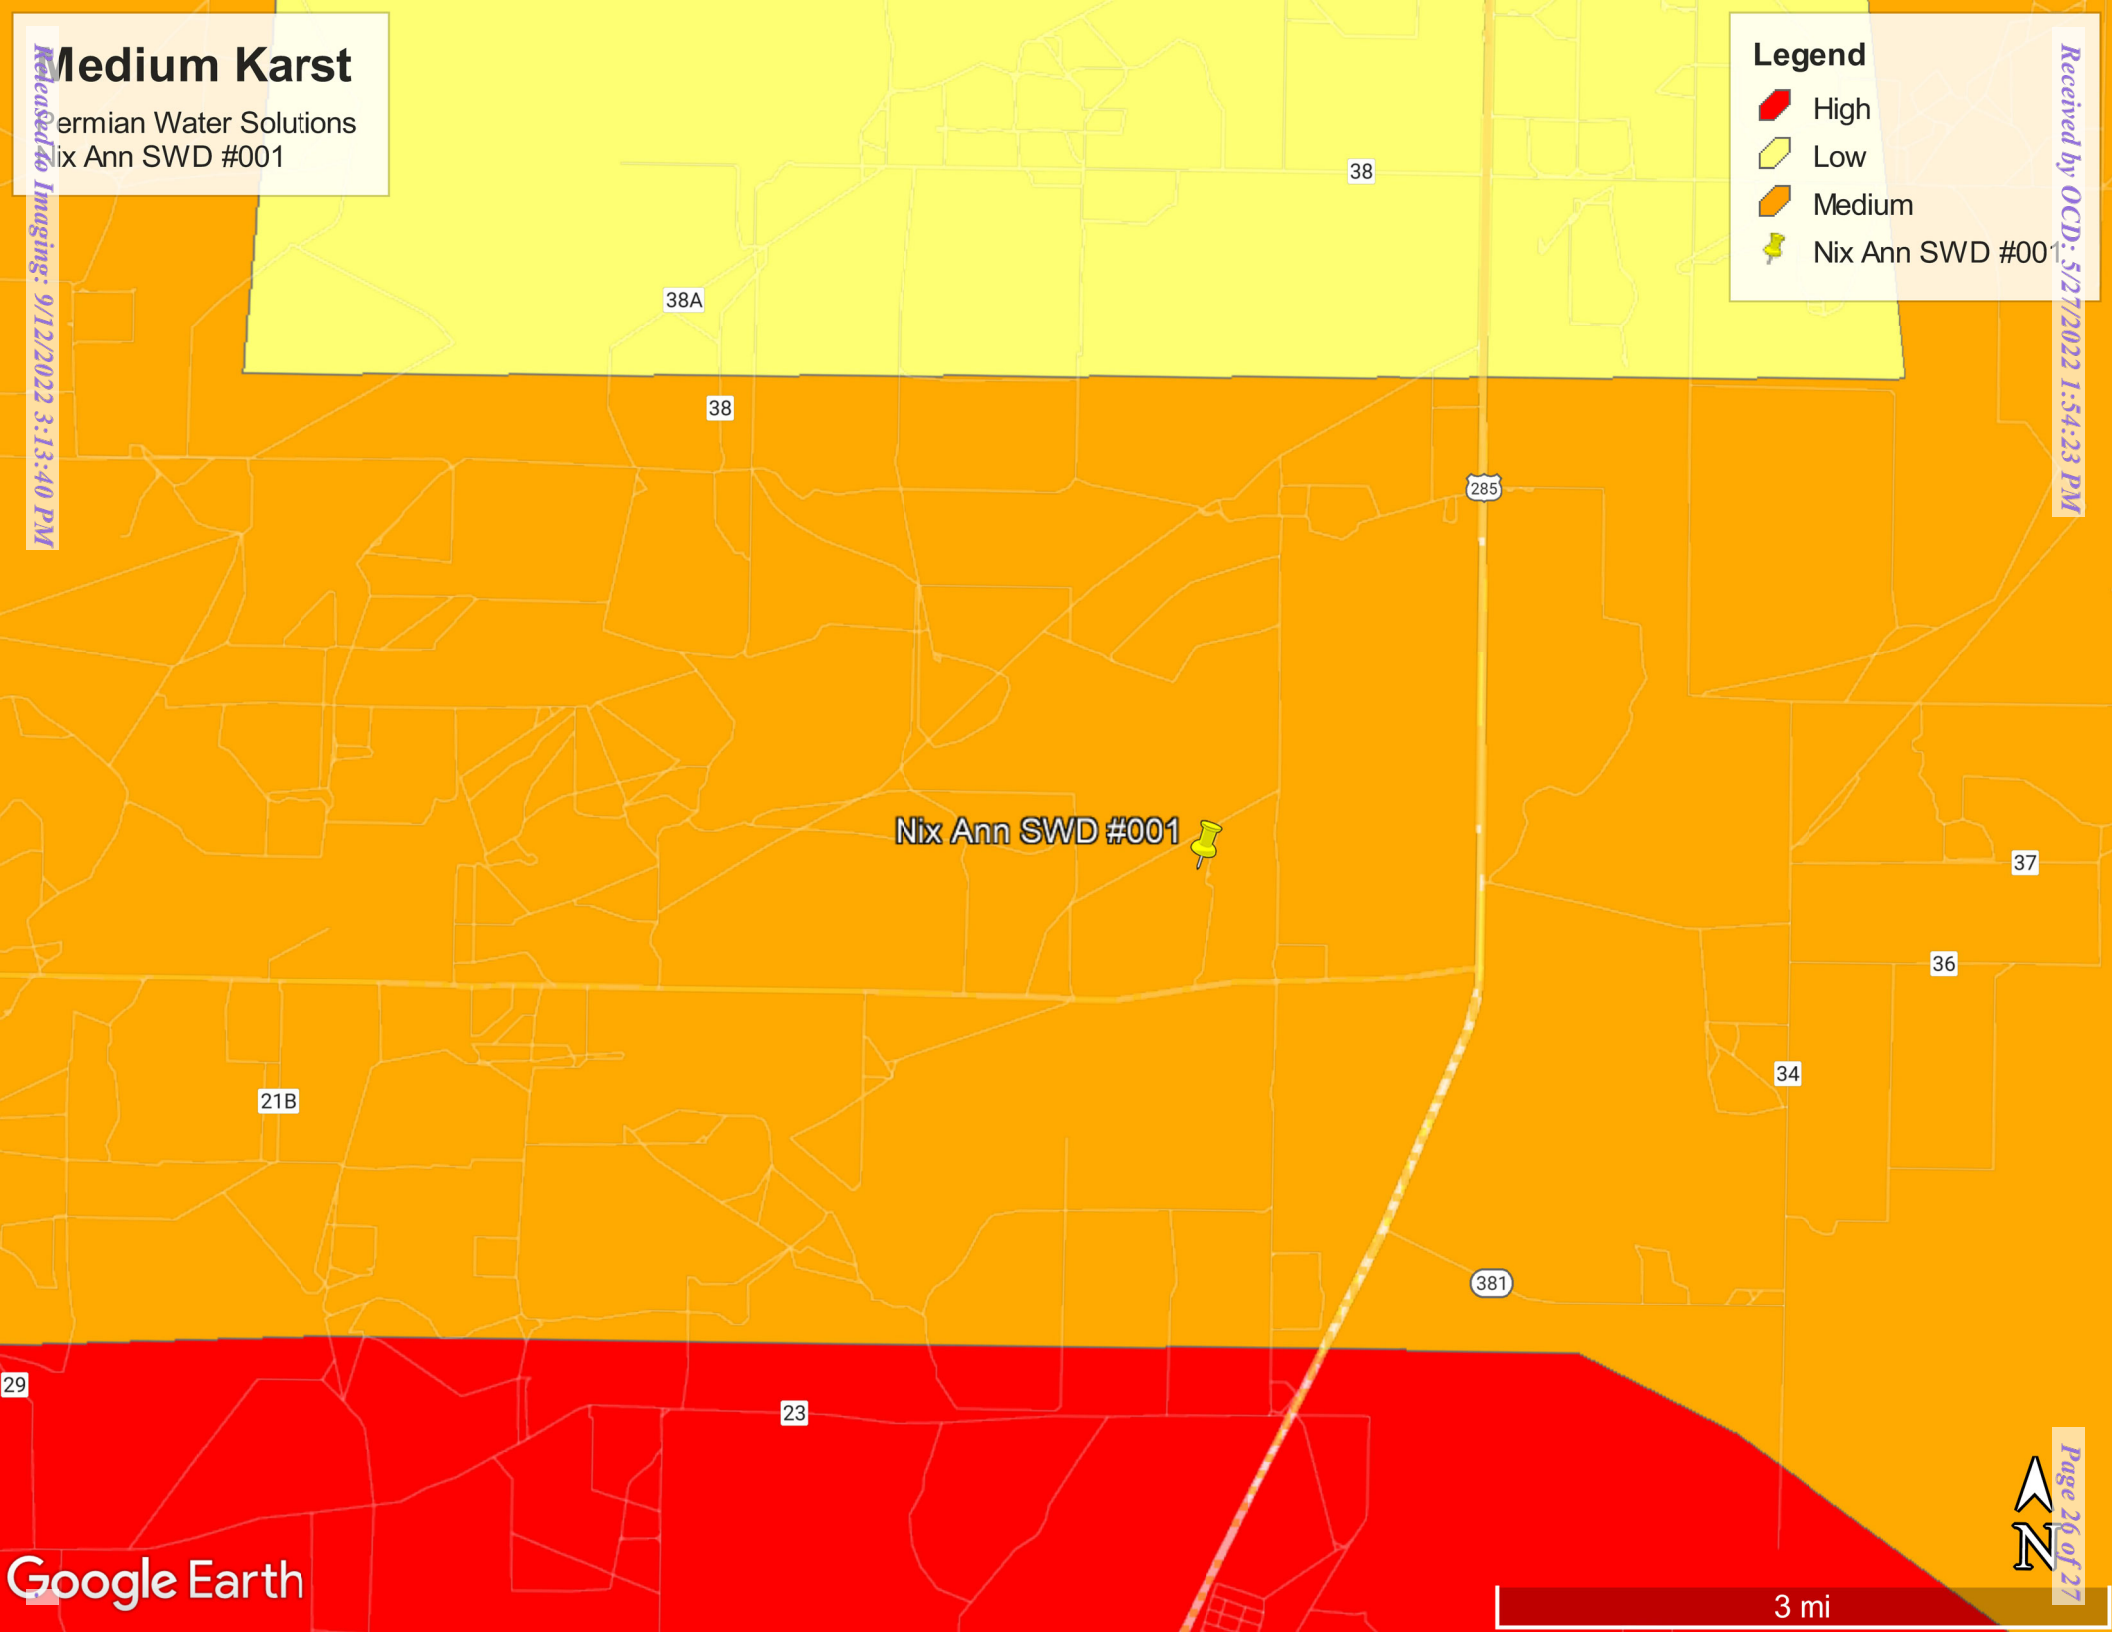 Medium Karst
Permian Water Solutions
Nix Ann SWD #001
Released to Imaging: 9/12/2022 3:13:40 PM
Legend
High
Low
Medium
Nix Ann SWD #001
Received by OCD: 5/27/2022 1:54:23 PM
38
38A
38
285
Nix Ann SWD #001
37
36
34
21B
381
29
23
N
Page 26 of 27
Google Earth
3 mi